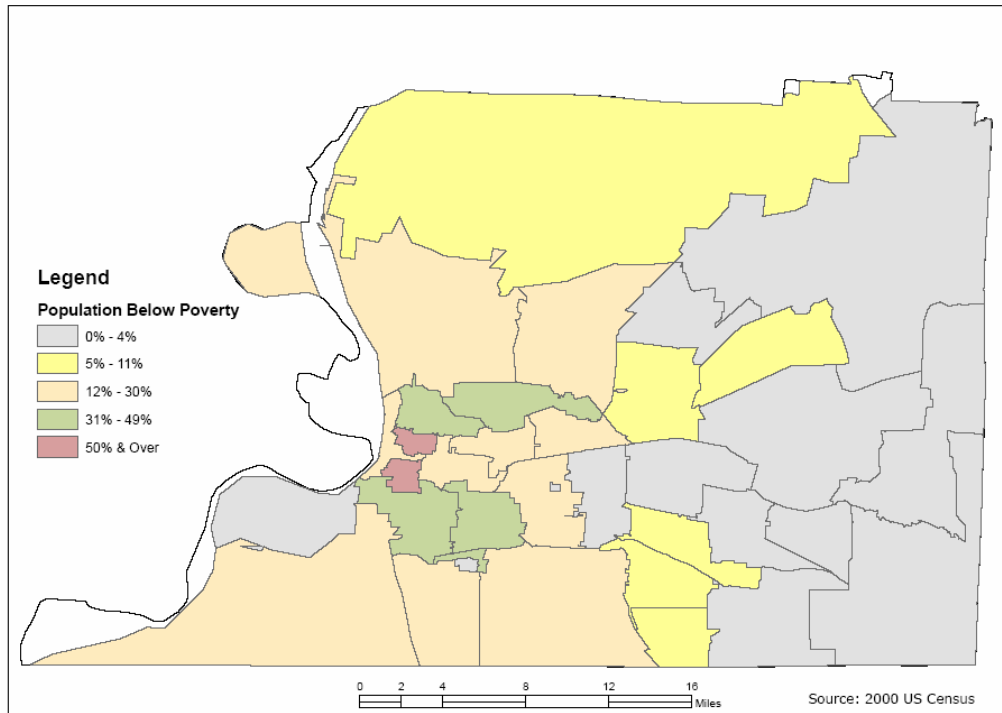 Legend
Population Below Poverty
0% - 4%
5% - 11%
12% - 30%
31% - 49%
50% & Over
0 2 4 8 12 16
Miles
Source: 2000 US Census